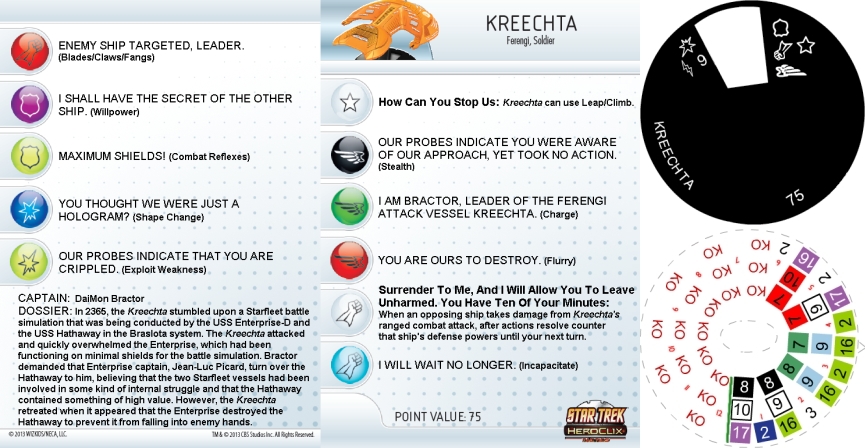 ENEMY SHIP TARGETED, LEADER.
(Blades/Claws/Fangs)
I SHALL HAVE THE SECRET OF THE OTHER
SHIP. (Willpower)
MAXIMUM SHIELDS! (Combat Reflexes)
YOU THOUGHT WE WERE JUST A
HOLOGRAM? (Shape Change)
OUR PROBES INDICATE THAT YOU ARE
CRIPPLED. (Exploit Weakness)
CAPTAIN: DaiMon Bractor
DOSSIER: In 2365, the Kreechta stumbled upon a Starfleet battle
simulation that was being conducted by the USS Enterprise-D and
the USS Hathaway in the Braslota system. The Kreechta attacked
and quickly overwhelmed the Enterprise, which had been
functioning on minimal shields for the battle simulation. Bractor
demanded that Enterprise captain, Jean-Luc Picard, turn over the
Hathaway to him, believing that the two Starfleet vessels had been
involved in some kind of internal struggle and that the Hathaway
contained something of high value. However, the Kreechta
retreated when it appeared that the Enterprise destroyed the
Hathaway to prevent it from falling into enemy hands.
© 2013 WIZKIDS/NECA, LLC.
TM & © 2013 CBS Studios Inc. All Rights Reserved.
KREECHTA
Ferengi, Soldier
How Can You Stop Us: Kreechta can use Leap/Climb.
OUR PROBES INDICATE YOU WERE AWARE
OF OUR APPROACH, YET TOOK NO ACTION.
(Stealth)
I AM BRACTOR, LEADER OF THE FERENGI
ATTACK VESSEL KREECHTA. (Charge)
YOU ARE OURS TO DESTROY. (Flurry)
Surrender To Me, And I Will Allow You To Leave
Unharmed. You Have Ten Of Your Minutes:
When an opposing ship takes damage from Kreechta's
ranged combat attack, after actions resolve counter
that ship's defense powers until your next turn.
I WILL WAIT NO LONGER. (Incapacitate)
POINT VALUE: 75
STAR TREK
HEROCLIX
6
KREECHTA
75
8 10 17
8 9 2
8 9 16
7 9 16
7 9 2
7 9 2
7 10 17
KO KO KO
KO KO KO
KO KO KO
KO KO KO
KO KO KO